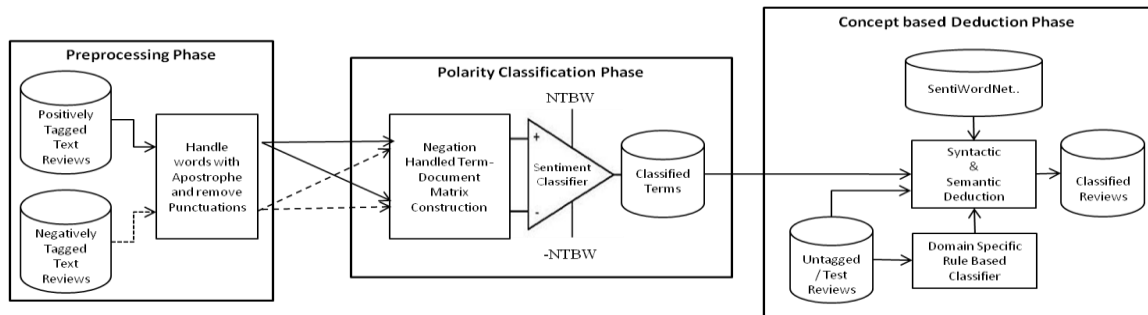 Preprocessing Phase
Positively
Tagged
Text
Reviews
Negatively
Tagged
Text
Reviews
Handle
words with
Apostrophe
and remove
Punctuations
Polarity Classification Phase
Negation
Handled Term-
Document
Matrix
Construction
NTBW
+
Sentiment
Classifier
-
-NTBW
Classified
Terms
Concept based Deduction Phase
SentiWordNet..
Syntactic
&
Semantic
Deduction
Classified
Reviews
Untagged
/ Test
Reviews
Domain Specific
Rule Based
Classifier